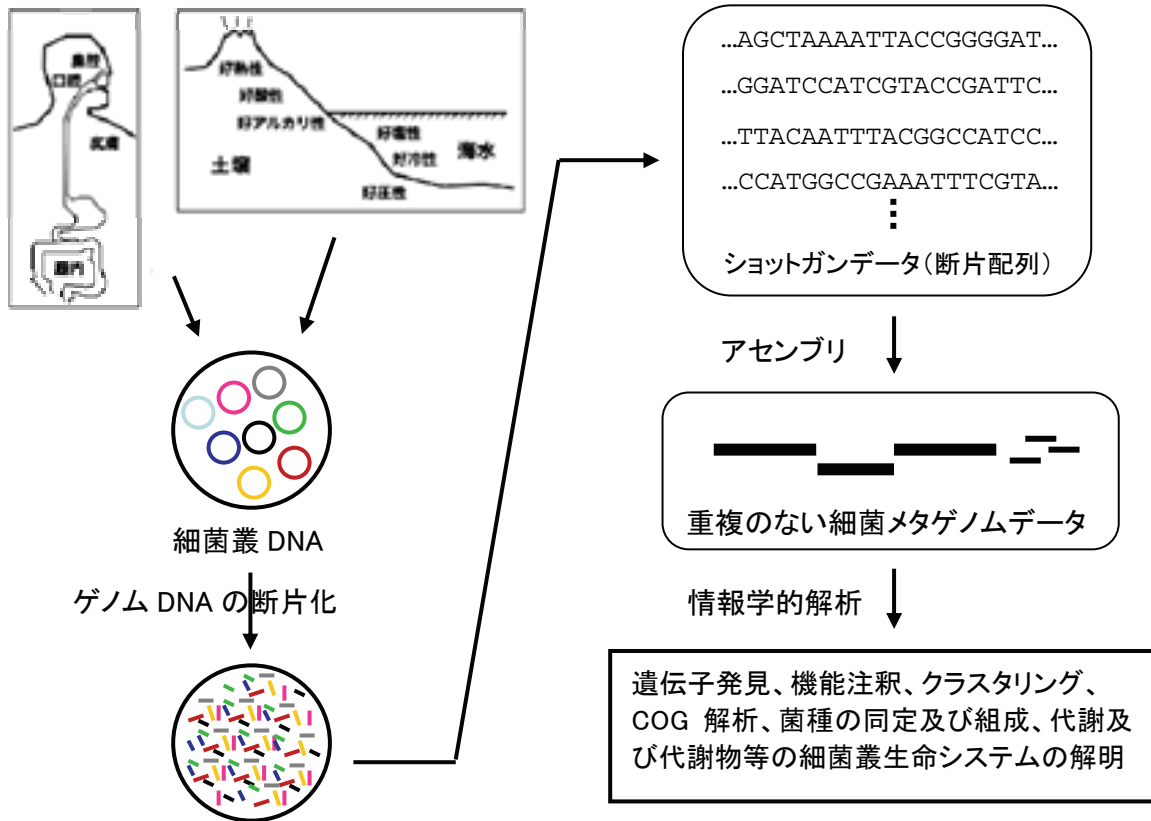 鼻腔
口腔
皮膚
腸内
好熱性
好酸性
好アルカリ性
土壌
好塩性
好冷性
海水
好圧性
細菌叢 DNA
ゲノム DNA の断片化
…AGCTAAAATTACCGGGGAT…
…GGATCCATCGTACCGATTC…
…TTACAATTTACGGCCATCC…
…CCATGGCCGAAATTTCGTA…
ショットガンデータ(断片配列)
アセンブリ
重複のない細菌メタゲノムデータ
情報学的解析
遺伝子発見、機能注釈、クラスタリング、
COG 解析、菌種の同定及び組成、代謝及
び代謝物等の細菌叢生命システムの解明